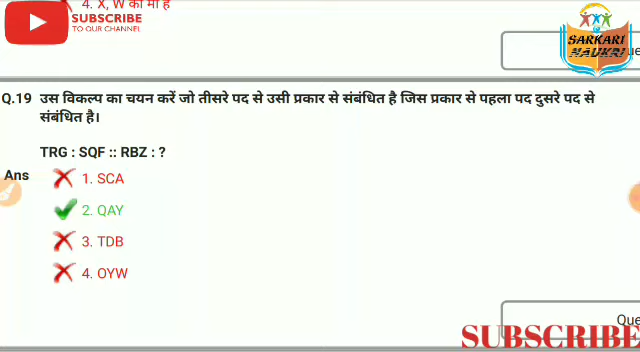 4. X, W की माँ है
SUBSCRIBE
TO OUR CHANNEL
SARKARI
NAUKRI
Q.19 उस विकल्प का चयन करें जो तीसरे पद से उसी प्रकार से संबंधित है जिस प्रकार से पहला पद दुसरे पद से
संबंधित है।
TRG : SQF :: RBZ : ?
Ans
1. SCA
2. QAY
3. TDB
4. OYW
Que
SUBSCRIBE